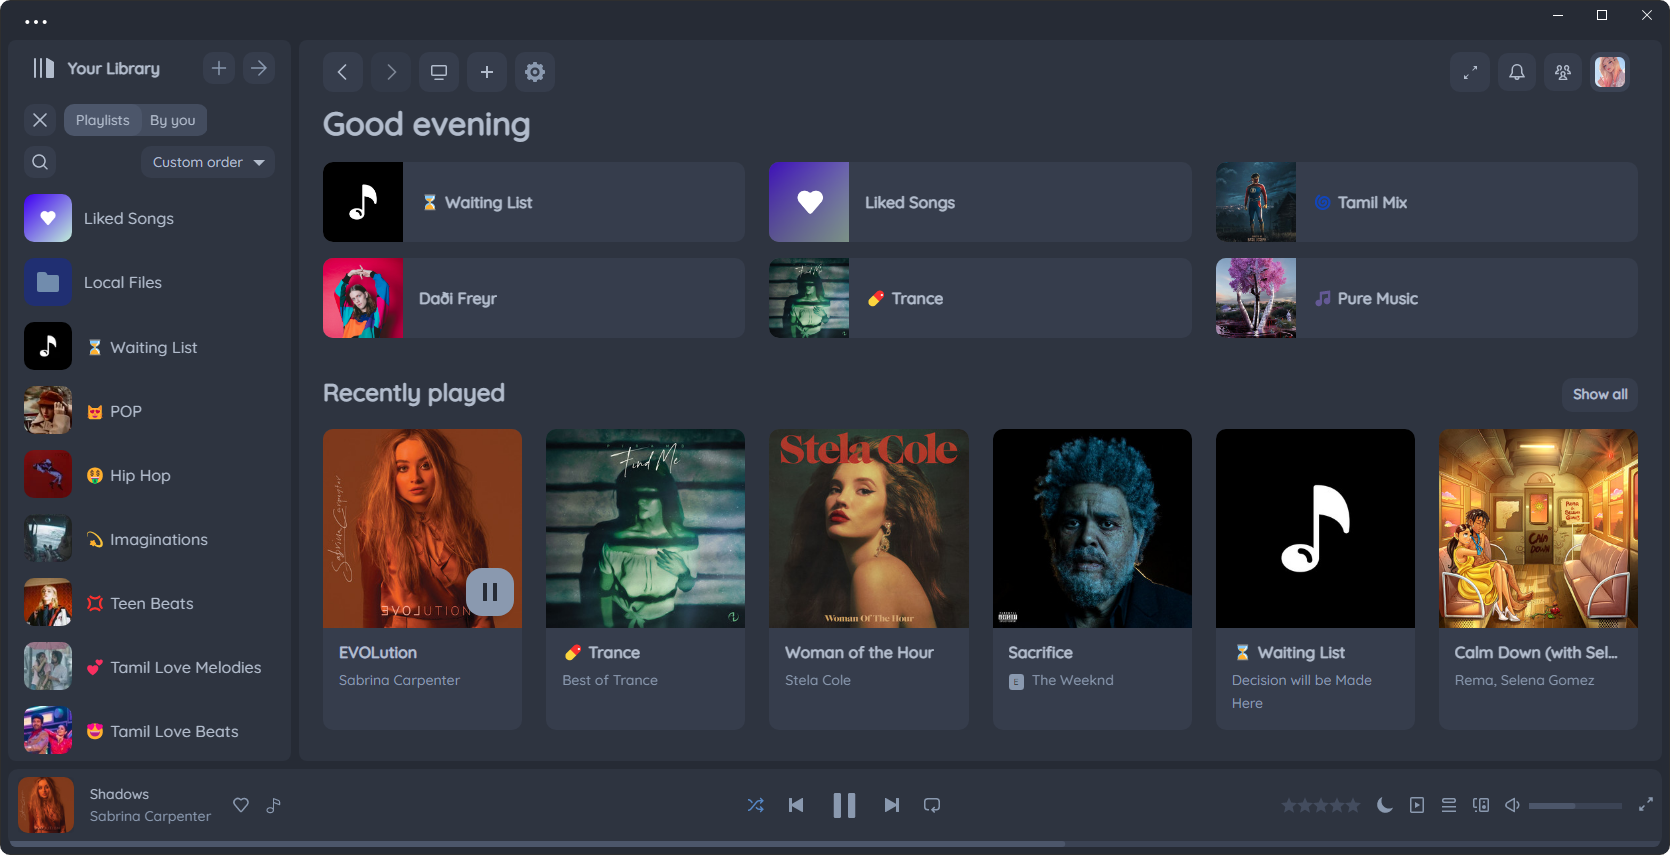 Your Library
Playlists
By you
Custom order
Liked Songs
Local Files
⌛ Waiting List
😻 POP
🤑 Hip Hop
💫 Imaginations
💢 Teen Beats
💕 Tamil Love Melodies
😍 Tamil Love Beats
Good evening
⌛ Waiting List
Liked Songs
🌀 Tamil Mix
Daði Freyr
💊 Trance
🎵 Pure Music
Recently played
Show all
Sabrina Carpenter
EVOLUTION
EVOLution
Sabrina Carpenter
Find Me
💊 Trance
Best of Trance
Stela Cole
Woman Of The Hour
Woman of the Hour
Stela Cole
Sacrifice
E The Weeknd
⌛ Waiting List
Decision will be Made
Here
CALM DOWN
Calm Down (with Sel...
Rema, Selena Gomez
Shadows
Sabrina Carpenter